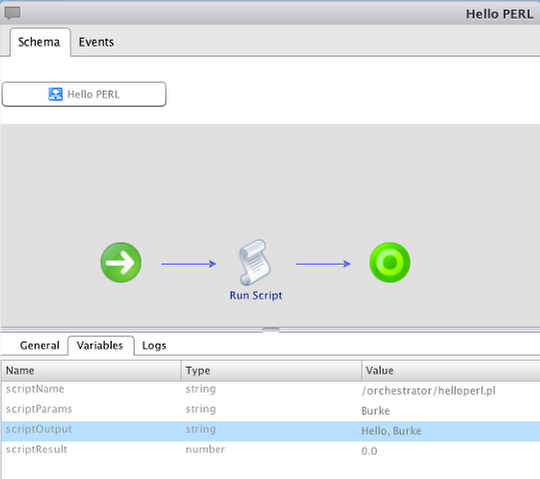 Hello PERL
Schema Events
Hello PERL
Run Script
General Variables Logs
Name Type Value
scriptName string /orchestrator/helloperl.pl
scriptParams string Burke
scriptOutput string Hello, Burke
scriptResult number 0.0